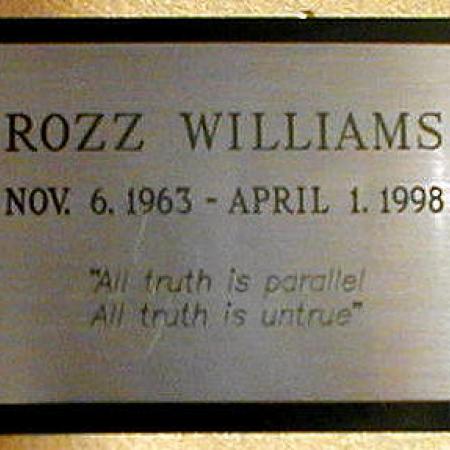 ROZZ WILLIAMS
NOV. 6. 1963 - APRIL 1. 1998
"All truth is parallel
All truth is untrue"